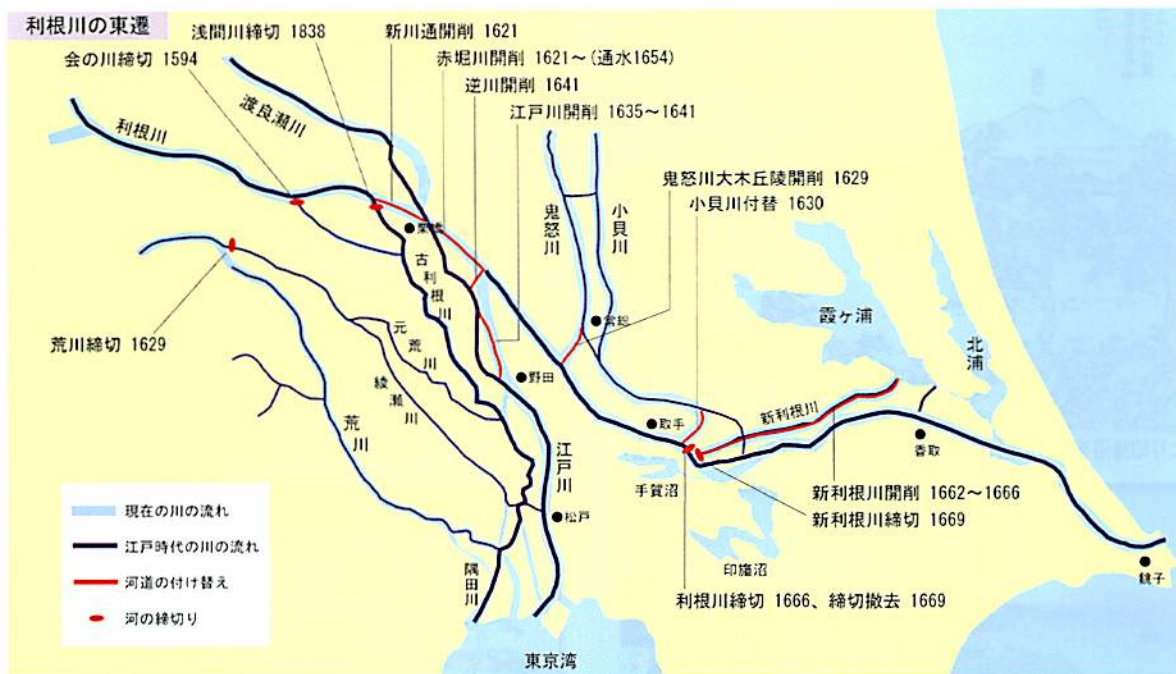 利根川の東遷
浅間川締切 1838
新川通開削 1621
会の川締切 1594
赤堀川開削 1621～(通水1654)
逆川開削 1641
江戸川開削 1635～1641
渡良瀬川
利根川
鬼怒川大木丘陵開削 1629
小貝川付替 1630
鬼怒川
小貝川
栗橋
古利根川
霞ヶ浦
北浦
常総
荒川締切 1629
元荒川
野田
綾瀬川
新利根川
荒川
取手
香取
江戸川
手賀沼
新利根川開削 1662～1666
現在の川の流れ
松戸
新利根川締切 1669
江戸時代の川の流れ
印旛沼
銚子
河道の付け替え
隅田川
利根川締切 1666、締切撤去 1669
河の締切り
東京湾